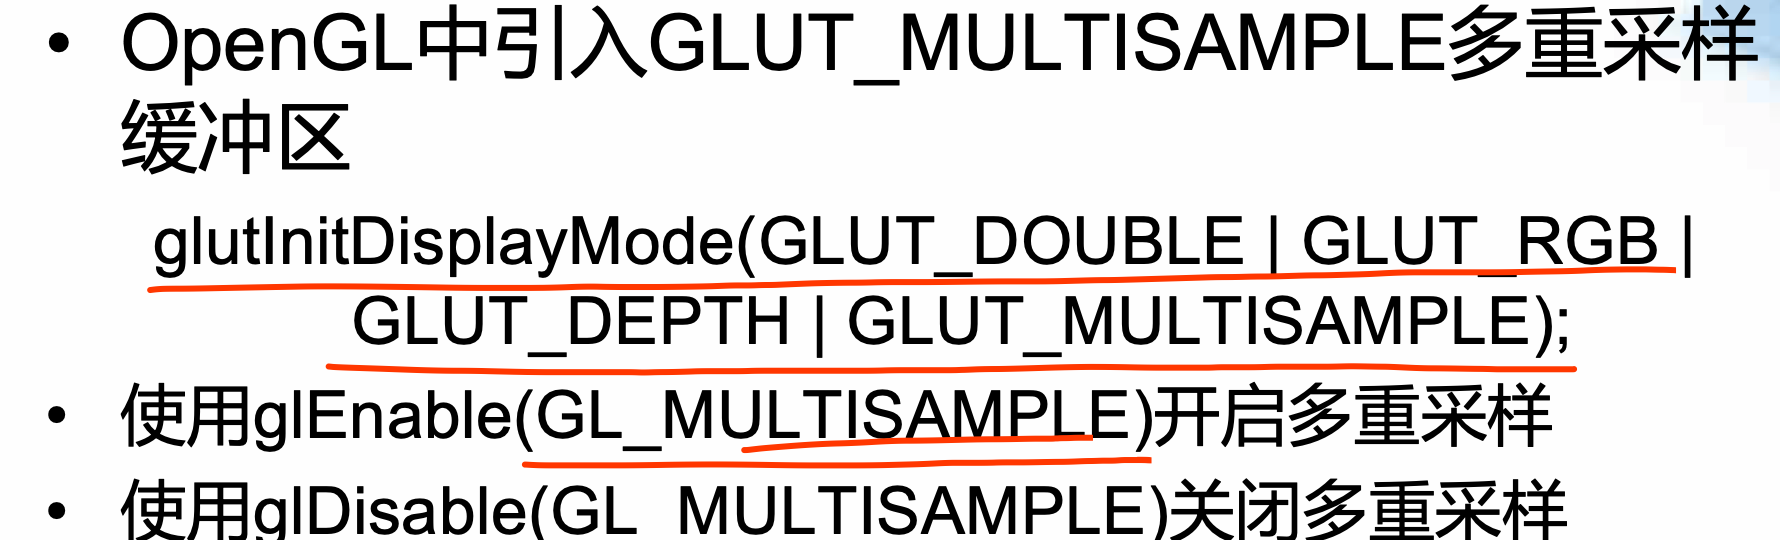 • OpenGL中引入GLUT_MULTISAMPLE多重采样
缓冲区
glutInitDisplayMode(GLUT_DOUBLE | GLUT_RGB |
GLUT_DEPTH | GLUT_MULTISAMPLE);
• 使用glEnable(GL_MULTISAMPLE)开启多重采样
• 使用glDisable(GL_MULTISAMPLE)关闭多重采样